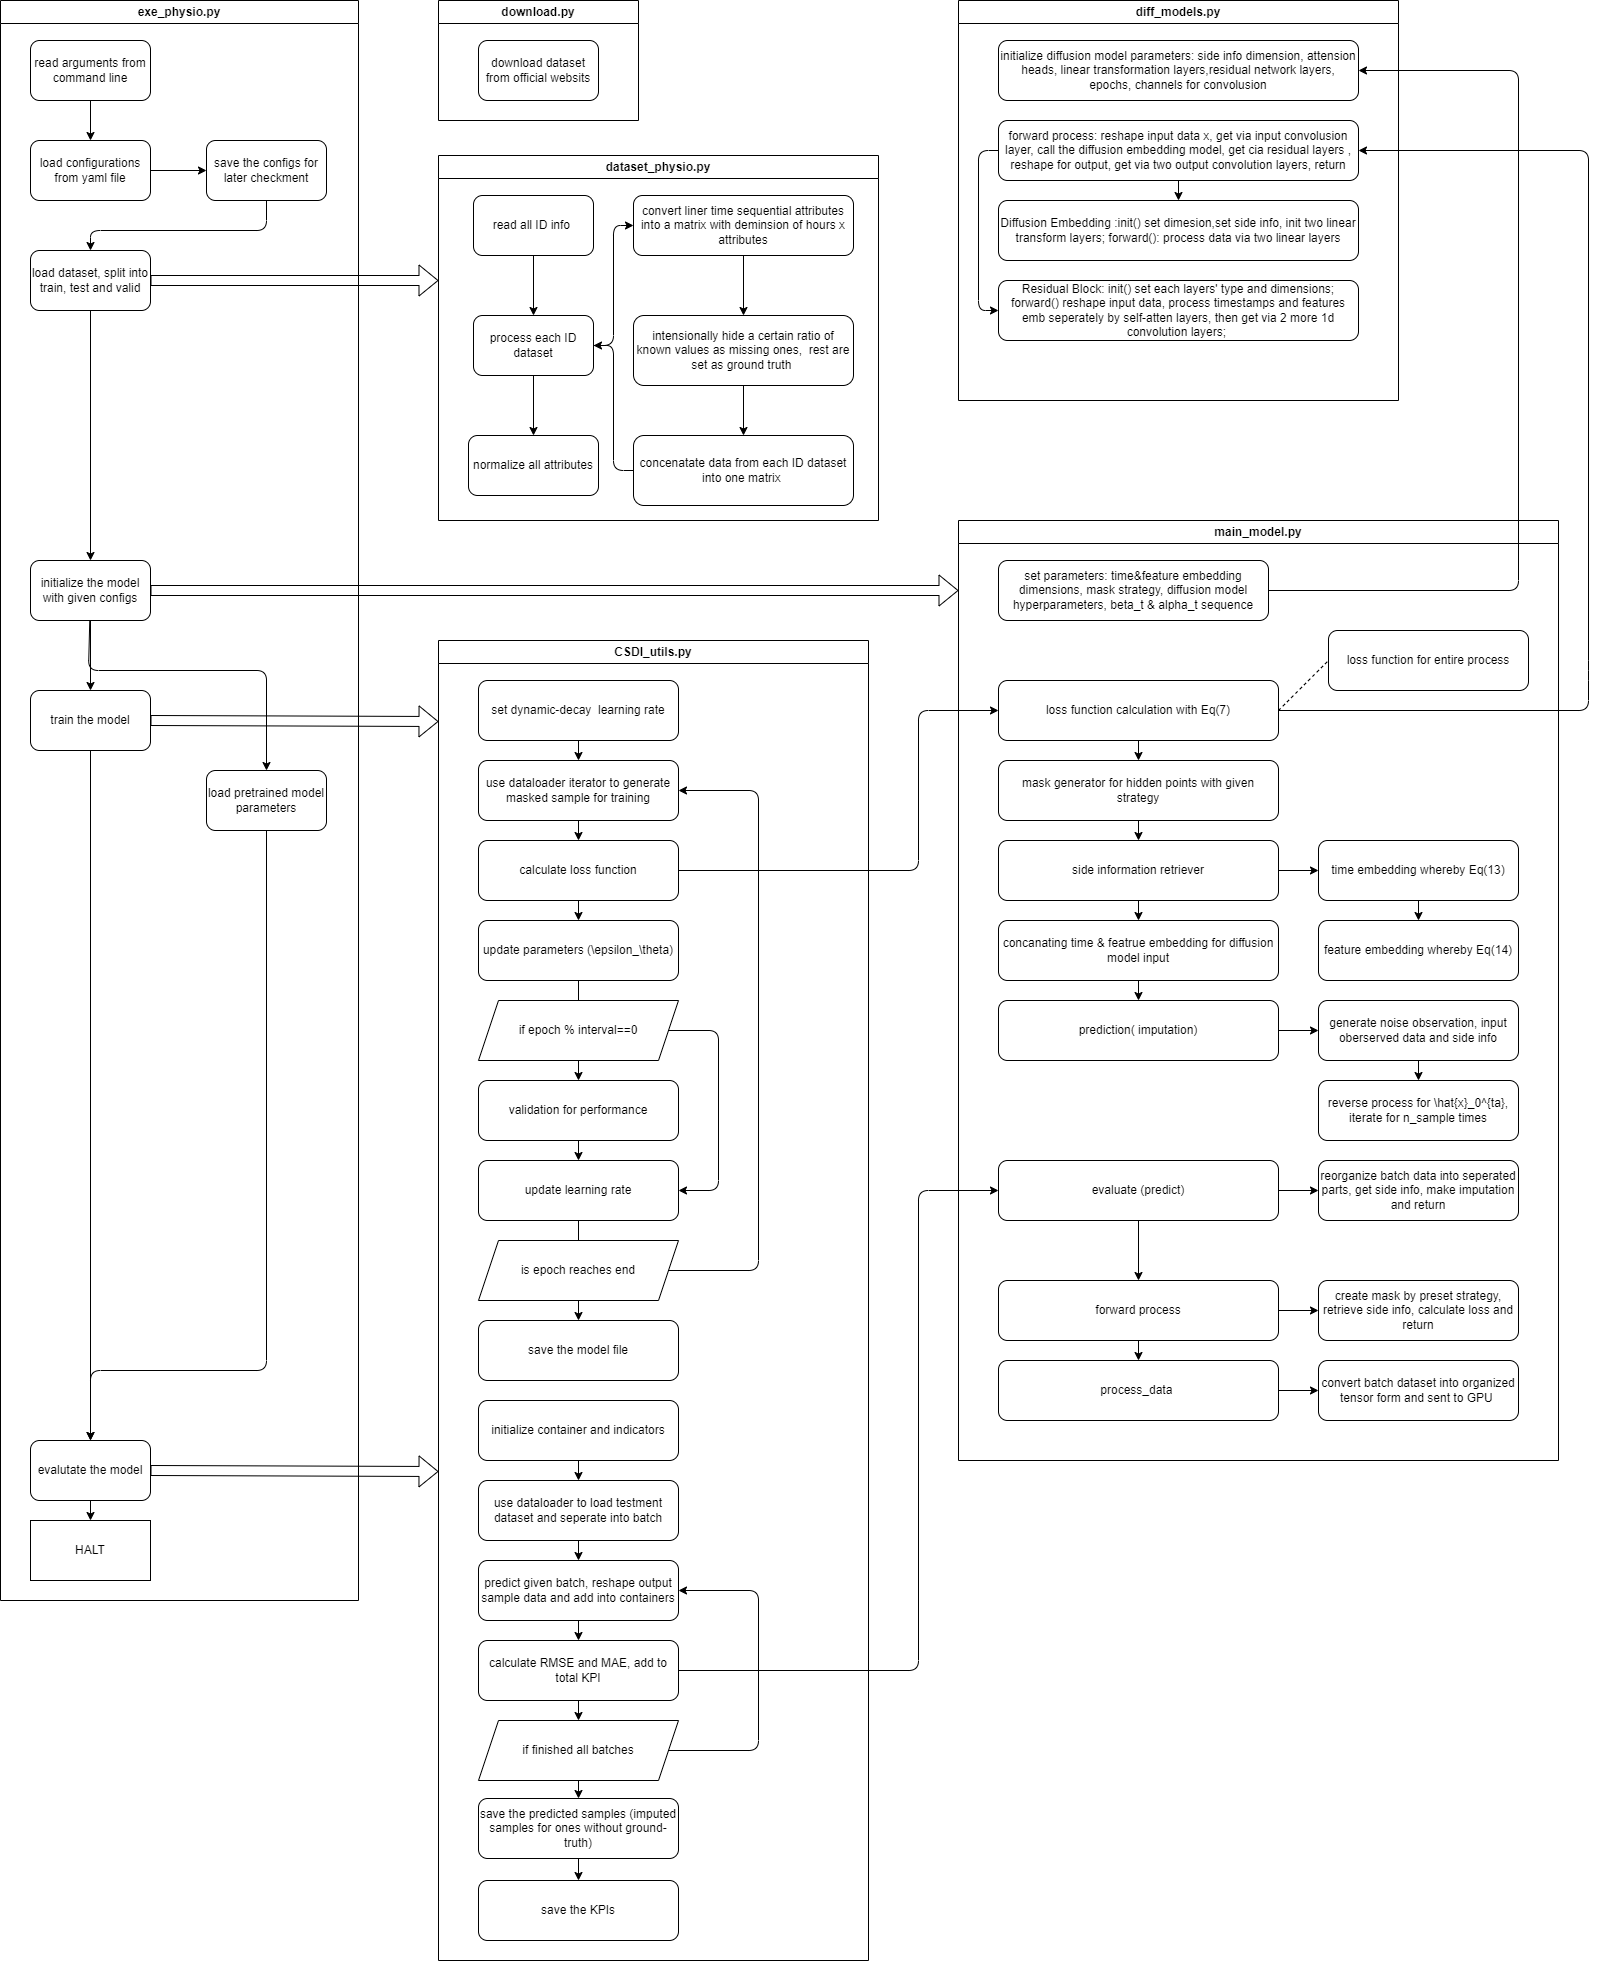 exe_physio.py
read arguments from
command line
load configurations
from yaml file
save the configs for
later checkment
load dataset, split into
train, test and valid
initialize the model
with given configs
train the model
load pretrained model
parameters
evalutate the model
HALT
download.py
download dataset
from official websits
dataset_physio.py
read all ID info
process each ID
dataset
normalize all attributes
convert liner time sequential attributes
into a matrix with deminsion of hours x
attributes
intensionally hide a certain ratio of
known values as missing ones,  rest are
set as ground truth
concenatate data from each ID dataset
into one matrix
CSDI_utils.py
set dynamic-decay  learning rate
use dataloader iterator to generate
masked sample for training
calculate loss function
update parameters (\epsilon_\theta)
if epoch % interval==0
validation for performance
update learning rate
is epoch reaches end
save the model file
initialize container and indicators
use dataloader to load testment
dataset and seperate into batch
predict given batch, reshape output
sample data and add into containers
calculate RMSE and MAE, add to
total KPI
if finished all batches
save the predicted samples (imputed
samples for ones without ground-
truth)
save the KPIs
diff_models.py
initialize diffusion model parameters: side info dimension, attension
heads, linear transformation layers,residual network layers,
epochs, channels for convolusion
forward process: reshape input data x, get via input convolusion
layer, call the diffusion embedding model, get cia residual layers ,
reshape for output, get via two output convolution layers, return
Diffusion Embedding :init() set dimesion,set side info, init two linear
transform layers; forward(): process data via two linear layers
Residual Block: init() set each layers' type and dimensions;
forward() reshape input data, process timestamps and features
emb seperately by self-atten layers, then get via 2 more 1d
convolution layers;
main_model.py
set parameters: time&feature embedding
dimensions, mask strategy, diffusion model
hyperparameters, beta_t & alpha_t sequence
loss function for entire process
loss function calculation with Eq(7)
mask generator for hidden points with given
strategy
side information retriever
time embedding whereby Eq(13)
concanating time & featrue embedding for diffusion
model input
feature embedding whereby Eq(14)
prediction( imputation)
generate noise observation, input
oberserved data and side info
reverse process for \hat{x}_0^{ta},
iterate for n_sample times
evaluate (predict)
reorganize batch data into seperated
parts, get side info, make imputation
and return
forward process
create mask by preset strategy,
retrieve side info, calculate loss and
return
process_data
convert batch dataset into organized
tensor form and sent to GPU